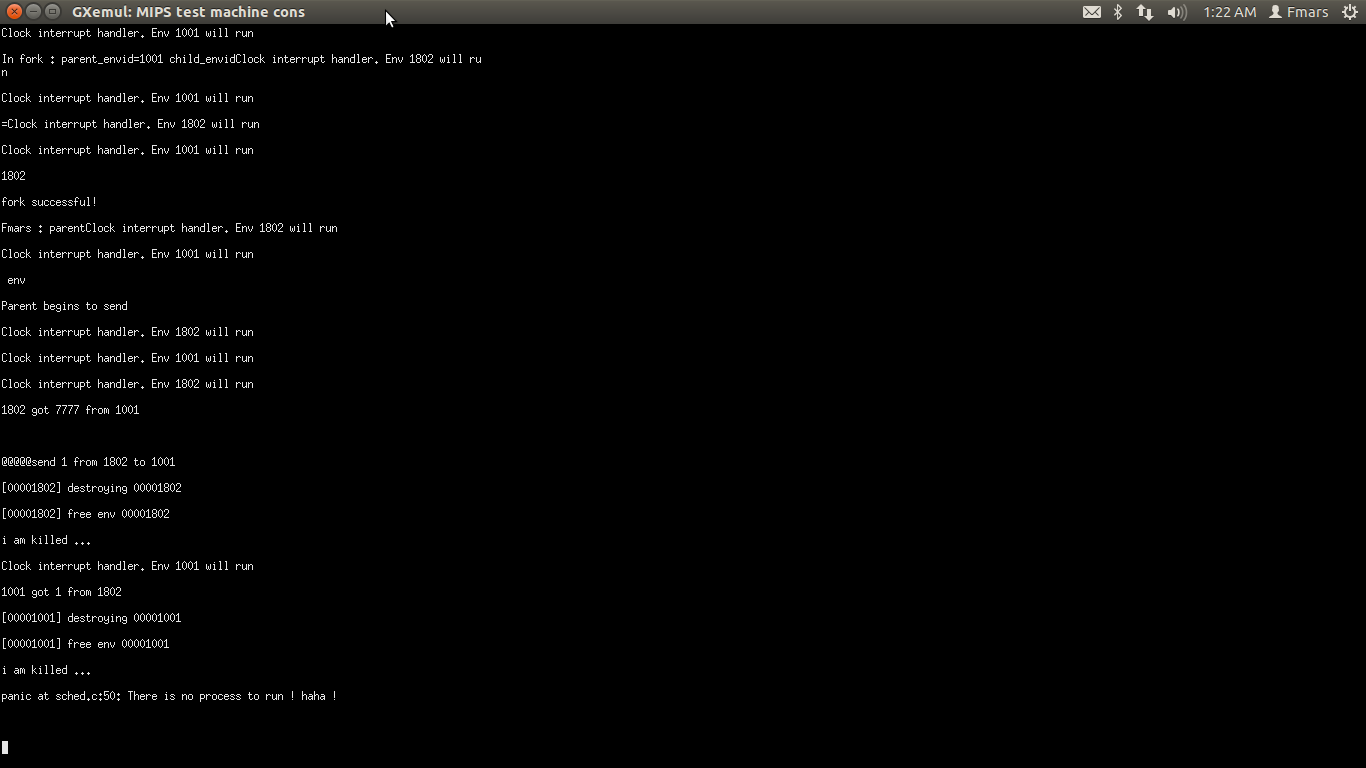 GXemul: MIPS test machine cons
1:22 AM
Fmars
Clock interrupt handler. Env 1001 will run
In fork : parent_envid=1001 child_envidClock interrupt handler. Env 1802 will ru
n
Clock interrupt handler. Env 1001 will run
=Clock interrupt handler. Env 1802 will run
Clock interrupt handler. Env 1001 will run
1802
fork successful!
Fmars : parentClock interrupt handler. Env 1802 will run
Clock interrupt handler. Env 1001 will run
 env
Parent begins to send
Clock interrupt handler. Env 1802 will run
Clock interrupt handler. Env 1001 will run
Clock interrupt handler. Env 1802 will run
1802 got 7777 from 1001
@@@@@send 1 from 1802 to 1001
[00001802] destroying 00001802
[00001802] free env 00001802
i am killed ...
Clock interrupt handler. Env 1001 will run
1001 got 1 from 1802
[00001001] destroying 00001001
[00001001] free env 00001001
i am killed ...
panic at sched.c:50: There is no process to run ! haha !